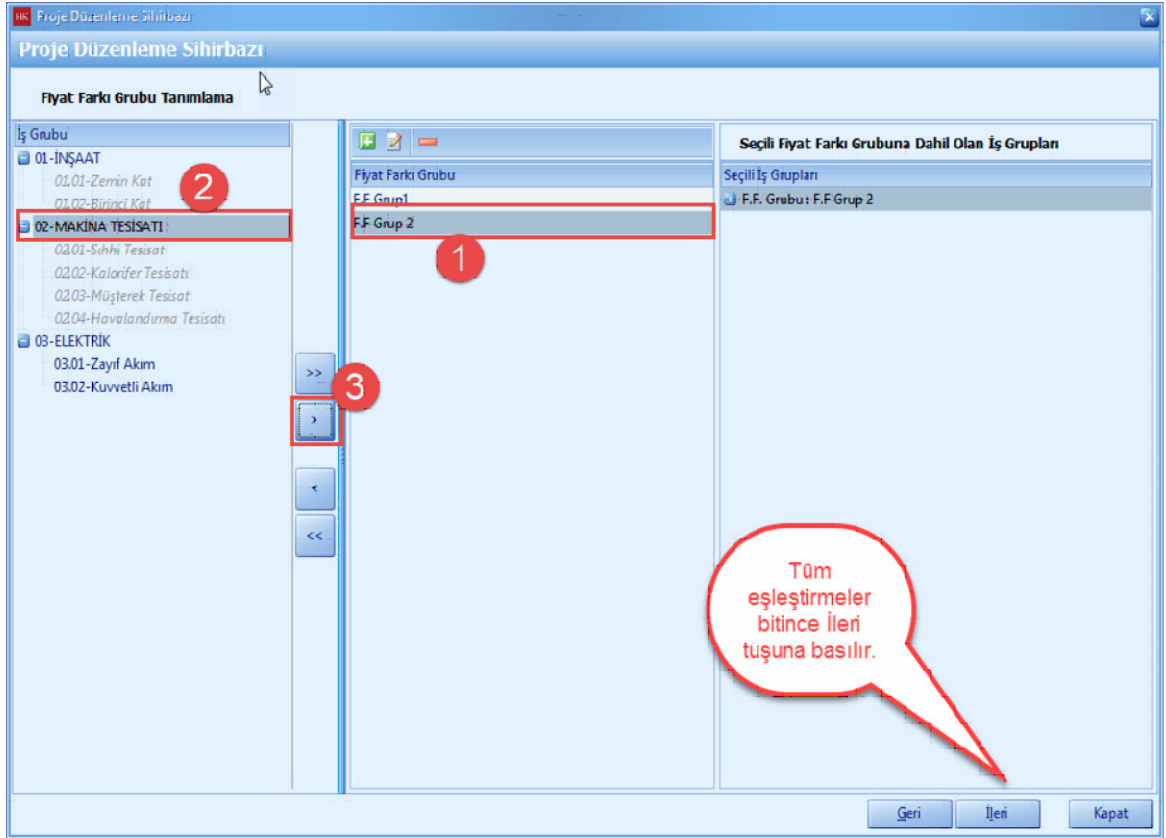 HK Proje Düzenleme Sihirbazı
Proje Düzenleme Sihirbazı
Fiyat Farkı Grubu Tanımlama
İş Grubu
01-İNŞAAT
01.01-Zemin Kat
01.02-Birinci Kat
02-MAKİNA TESİSATI
02.01-Sıhhi Tesisat
02.02-Kalorifer Tesisatı
02.03-Müşterek Tesisat
02.04-Havalandırma Tesisatı
03-ELEKTRİK
03.01-Zayıf Akım
03.02-Kuvvetli Akım
2
>>
3
>
<
<<
Fiyat Farkı Grubu
F.F Grup1
F.F Grup 2
1
Seçili Fiyat Farkı Grubuna Dahil Olan İş Grupları
Seçili İş Grupları
F.F. Grubu : F.F Grup 2
Tüm
eşleştirmeler
bitince İleri
tuşuna basılır.
Geri
İleri
Kapat